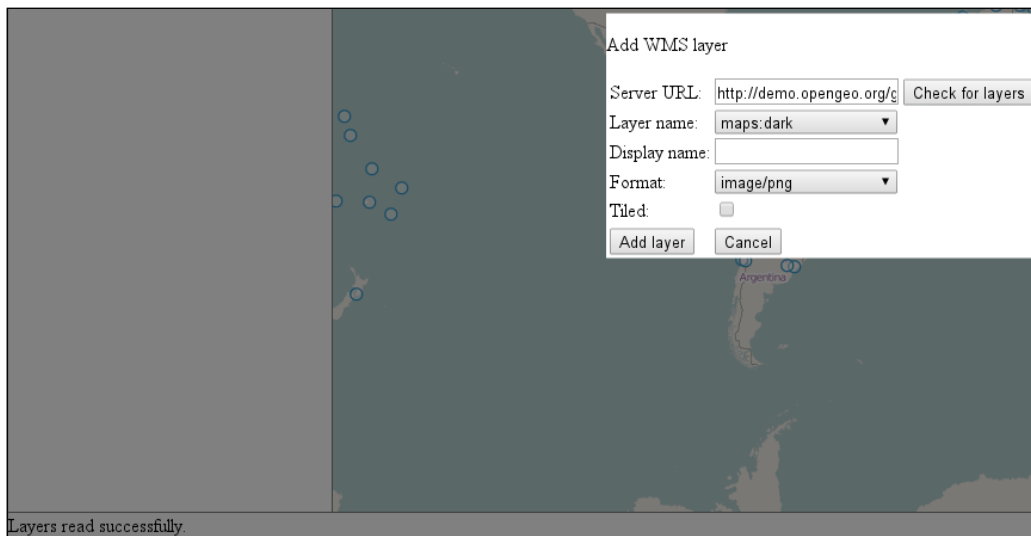 Add WMS layer
Server URL: http://demo.opengeo.org/g Check for layers
Layer name: maps:dark
Display name:
Format: image/png
Tiled:
Add layer Cancel
Argentina
Layers read successfully.